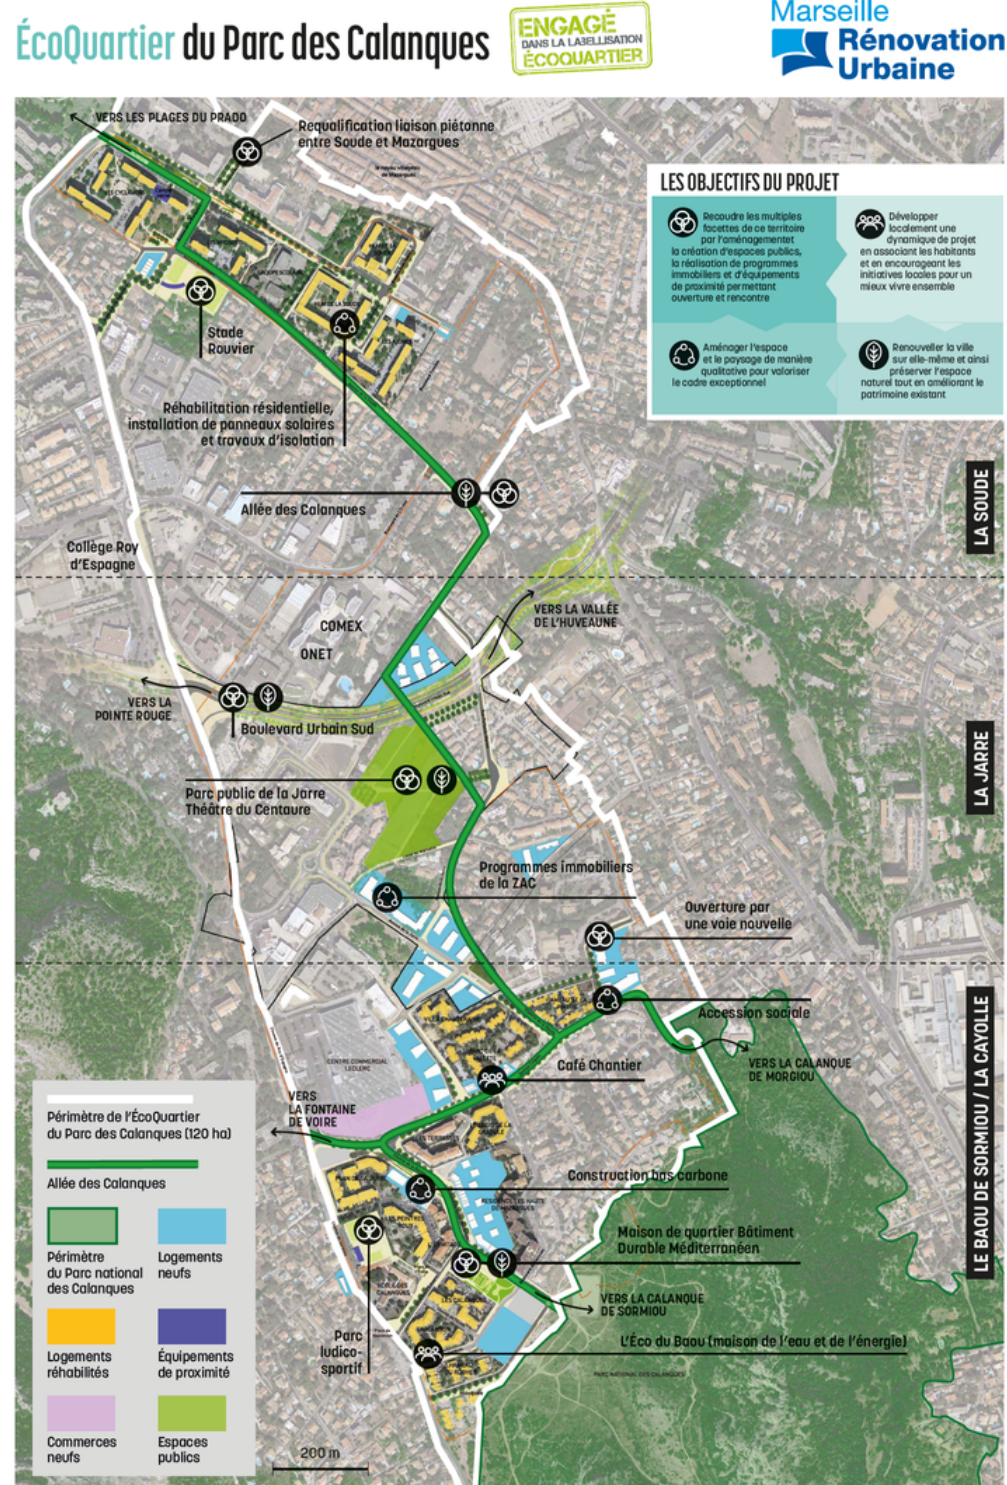 ÉcoQuartier du Parc des Calanques
ENGAGÉ
DANS LA LABELLISATION
ÉCOQUARTIER
Marseille
Rénovation
Urbaine
VERS LES PLAGES DU PRADO
Requalification liaison piétonne
entre Soude et Mazargues
LES OBJECTIFS DU PROJET
Recoudre les multiples
facettes de ce territoire
par l'aménagementet
la création d'espaces publics,
la réalisation de programmes
immobiliers et d'équipements
de proximité permettant
ouverture et rencontre
Développer
localement une
dynamique de projet
en associant les habitants
et en encourageant les
initiatives locales pour un
mieux vivre ensemble
Aménager l'espace
et le paysage de manière
qualitative pour valoriser
le cadre exceptionnel
Renouveller la ville
sur elle-même et ainsi
préserver l'espace
naturel tout en améliorant le
patrimoine existant
Stade
Rouvier
Réhabilitation résidentielle,
installation de panneaux solaires
et travaux d'isolation
Allée des Calanques
LA SOUDE
Collège Roy
d'Espagne
COMEX
ONET
VERS LA VALLÉE
DE L'HUVEAUNE
VERS LA
POINTE ROUGE
Boulevard Urbain Sud
LA JARRE
Parc public de la Jarre
Théâtre du Centaure
Programmes immobiliers
de la ZAC
Ouverture par
une voie nouvelle
Accession sociale
CENTRE COMMERCIAL
LECLERC
Café Chantier
VERS LA CALANQUE
DE MORGIOU
VERS
LA FONTAINE
DE VOIRE
LE BAOU DE SORMIOU / LA CAYOLLE
Construction bas carbone
Maison de quartier Bâtiment
Durable Méditerranéen
VERS LA CALANQUE
DE SORMIOU
L'Éco du Baou (maison de l'eau et de l'énergie)
Parc
ludico-
sportif
PARC NATIONAL DES CALANQUES
Périmètre de l'ÉcoQuartier
du Parc des Calanques (120 ha)
Allée des Calanques
Périmètre
du Parc national
des Calanques
Logements
neufs
Logements
réhabilités
Équipements
de proximité
Commerces
neufs
Espaces
publics
200 m